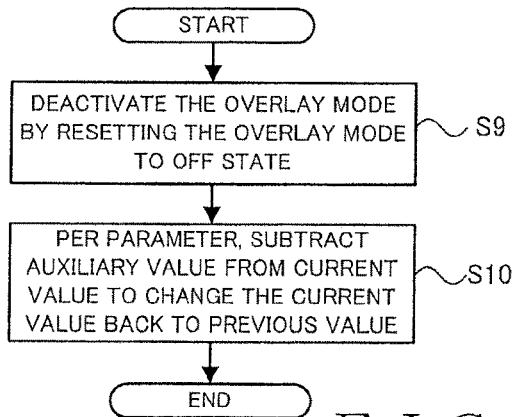 START
DEACTIVATE THE OVERLAY MODE
BY RESETTING THE OVERLAY MODE
TO OFF STATE
S9
PER PARAMETER, SUBTRACT
AUXILIARY VALUE FROM CURRENT
VALUE TO CHANGE THE CURRENT
VALUE BACK TO PREVIOUS VALUE
S10
END